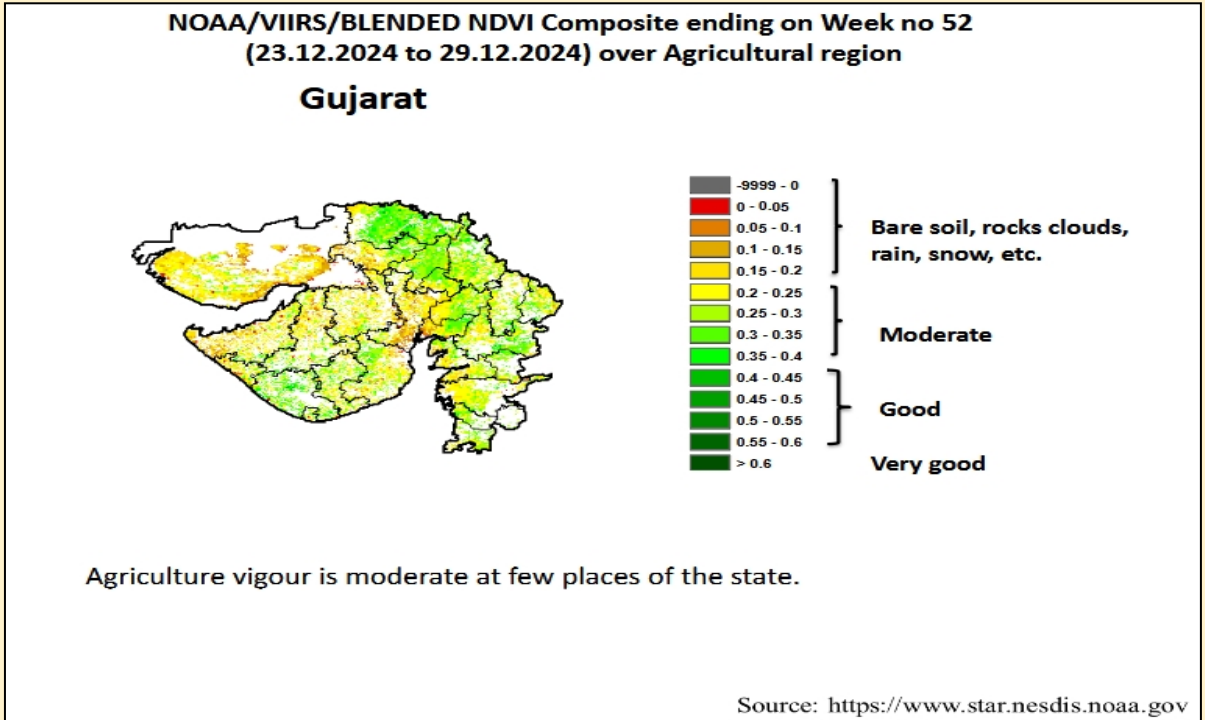 NOAA/VIIRS/BLENDED NDVI Composite ending on Week no 52
(23.12.2024 to 29.12.2024) over Agricultural region
Gujarat
-9999 - 0
0 - 0.05
0.05 - 0.1
0.1 - 0.15
0.15 - 0.2
Bare soil, rocks clouds,
rain, snow, etc.
0.2 - 0.25
0.25 - 0.3
0.3 - 0.35
0.35 - 0.4
Moderate
0.4 - 0.45
0.45 - 0.5
0.5 - 0.55
0.55 - 0.6
Good
> 0.6
Very good
Agriculture vigour is moderate at few places of the state.
Source: https://www.star.nesdis.noaa.gov